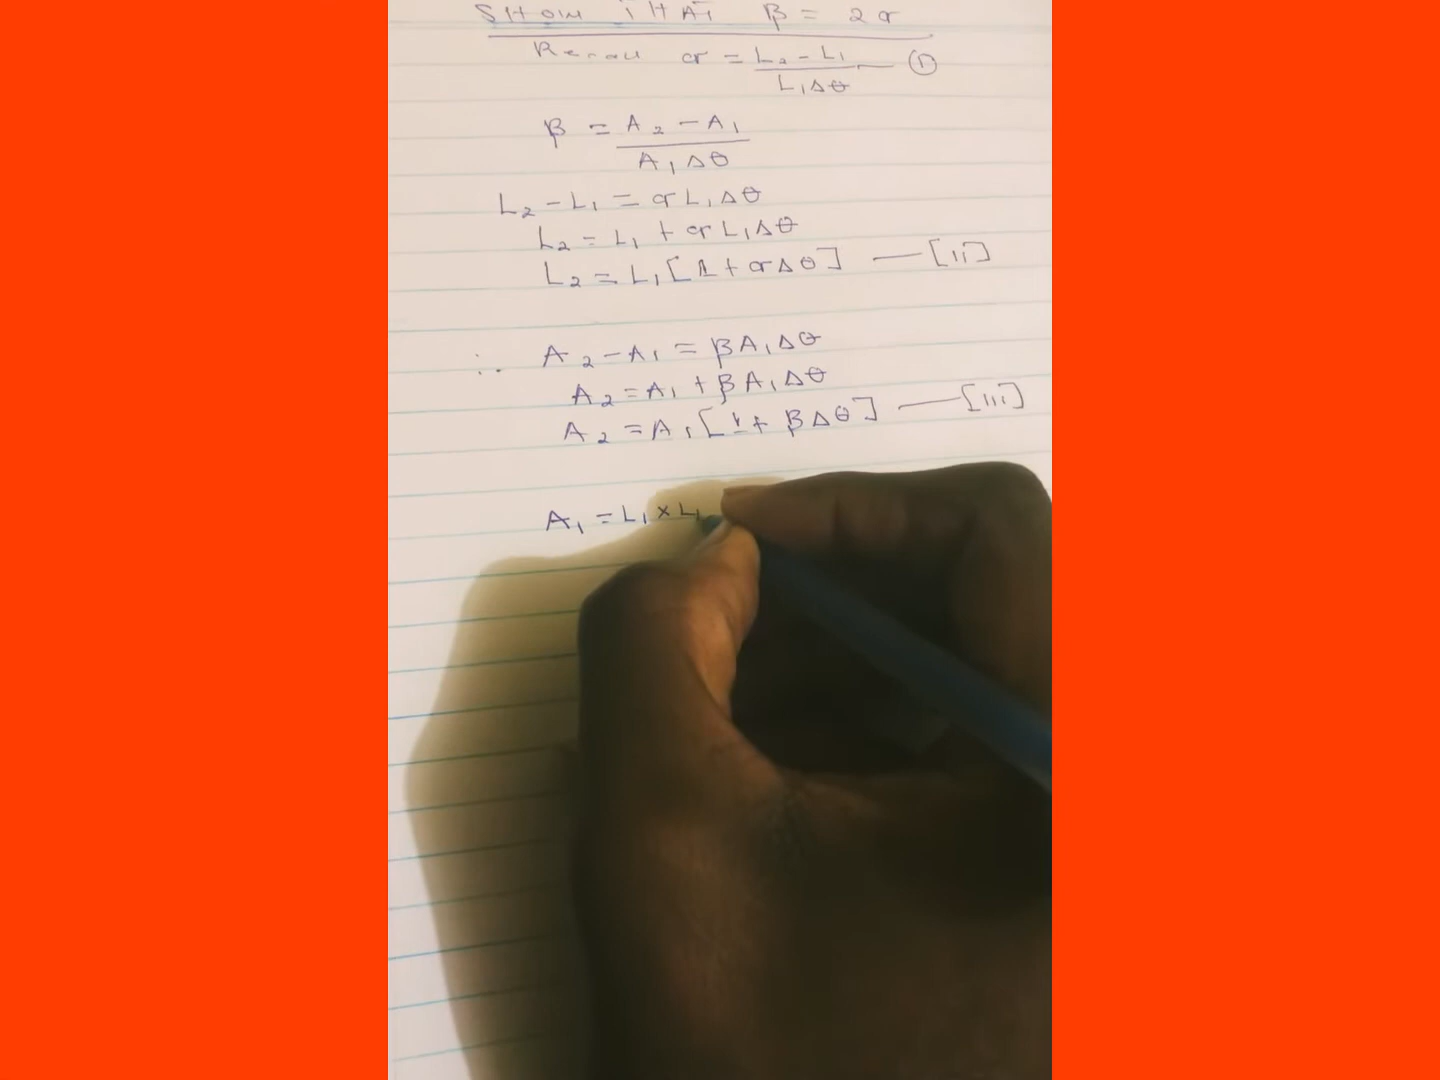 SHOW THAT β = 2α
Recall α = L₂ - L₁ / L₁Δθ — ①
β = A₂ - A₁ / A₁Δθ
L₂ - L₁ = αL₁Δθ
L₂ = L₁ + αL₁Δθ
L₂ = L₁[1 + αΔθ] — [ii]
∴ A₂ - A₁ = βA₁Δθ
A₂ = A₁ + βA₁Δθ
A₂ = A₁[1 + βΔθ] — [iii]
A₁ = L₁ × L₁